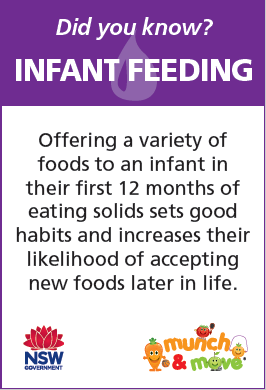 Did you know?
INFANT FEEDING
Offering a variety of
foods to an infant in
their first 12 months of
eating solids sets good
habits and increases their
likelihood of accepting
new foods later in life.
NSW
GOVERNMENT
munch
& move